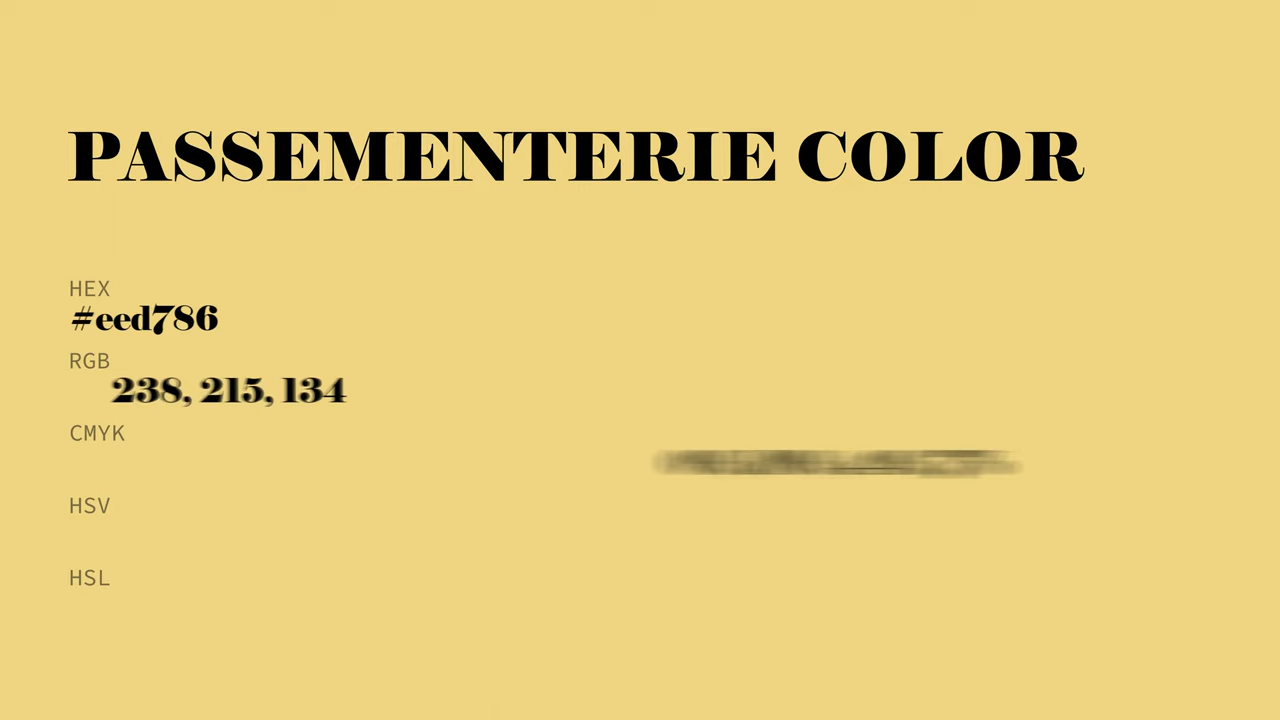 PASSEMENTERIE COLOR
HEX
#eed786
RGB
238, 215, 134
CMYK
HSV
HSL